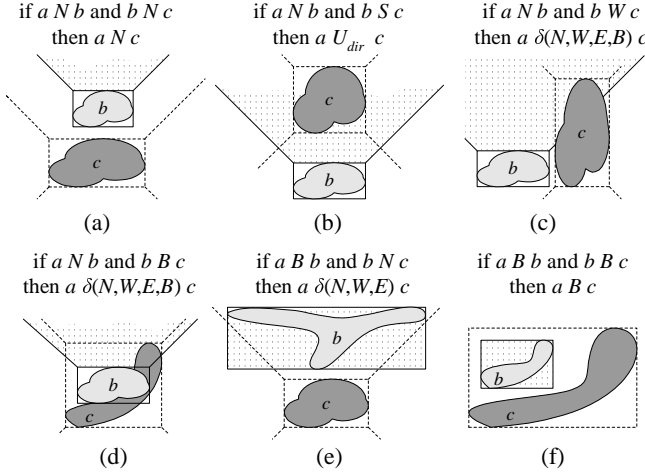 if a N b and b N c
then a N c
if a N b and b S c
then a U_dir c
if a N b and b W c
then a δ(N,W,E,B) c
b
c
(a)
c
b
(b)
c
b
(c)
if a N b and b B c
then a δ(N,W,E,B) c
if a B b and b N c
then a δ(N,W,E) c
if a B b and b B c
then a B c
b
c
(d)
b
c
(e)
b
c
(f)